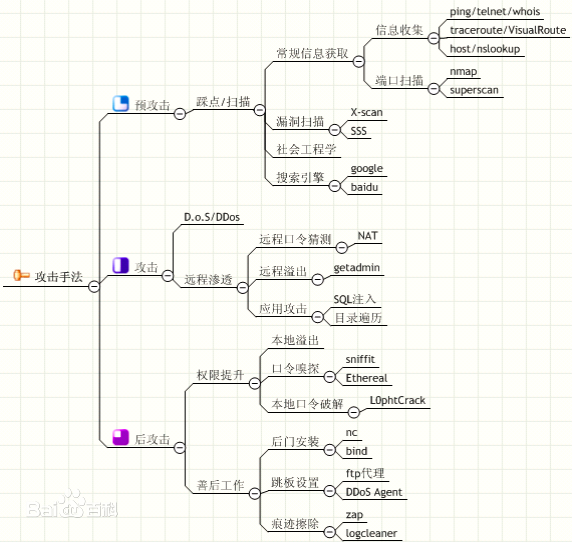 攻击手法
预攻击
踩点/扫描
常规信息获取
信息收集
ping/telnet/whois
traceroute/VisualRoute
host/nslookup
端口扫描
nmap
superscan
漏洞扫描
X-scan
SSS
社会工程学
搜索引擎
google
baidu
攻击
D.o.S/DDos
远程渗透
远程口令猜测
NAT
远程溢出
getadmin
应用攻击
SQL注入
目录遍历
后攻击
权限提升
本地溢出
口令嗅探
sniffit
Ethereal
本地口令破解
L0phtCrack
善后工作
后门安装
nc
bind
跳板设置
ftp代理
DDoS Agent
痕迹擦除
zap
logcleaner
Baidu百科